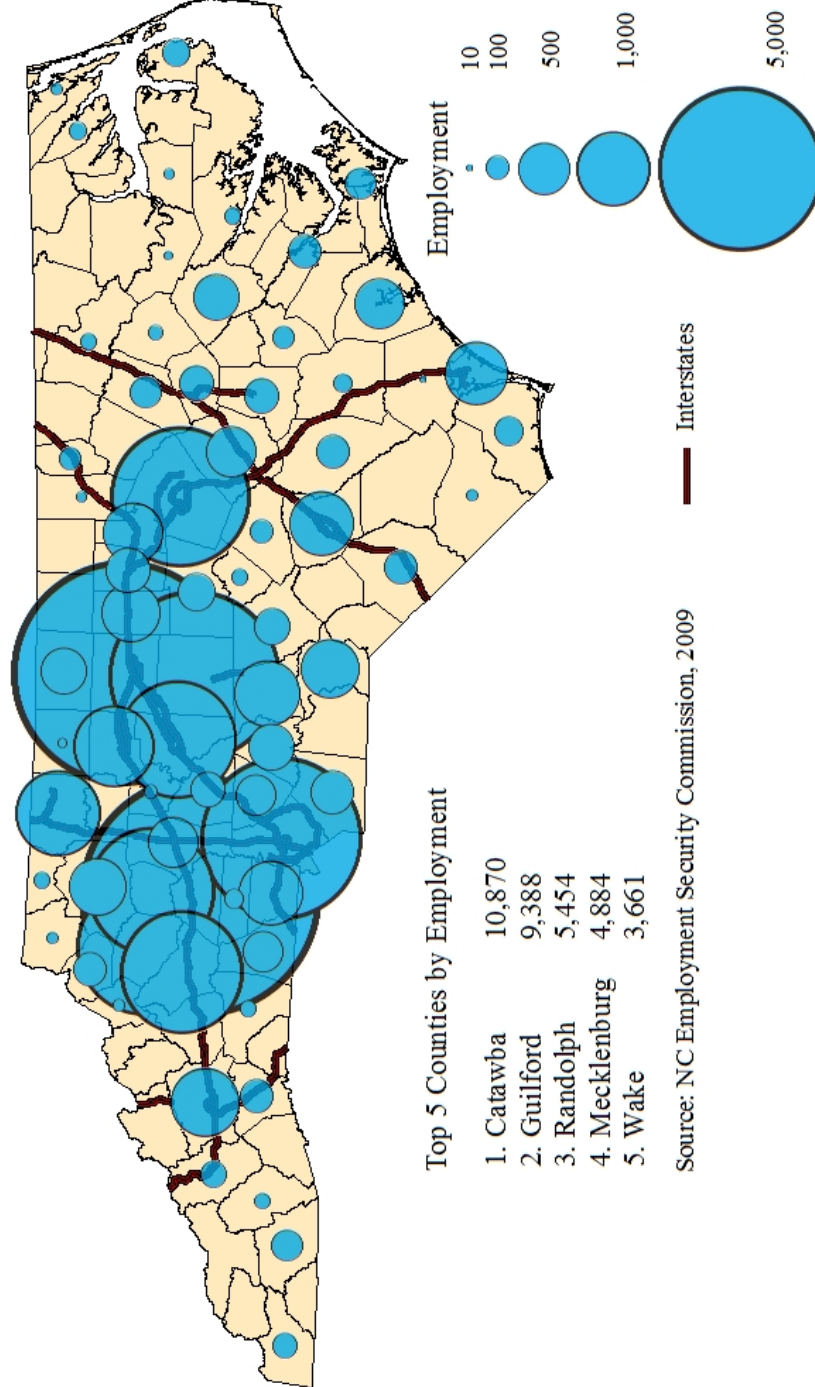 Top 5 Counties by Employment
1. Catawba 10,870
2. Guilford 9,388
3. Randolph 5,454
4. Mecklenburg 4,884
5. Wake 3,661
Source: NC Employment Security Commission, 2009
Interstates
Employment
10
100
500
1,000
5,000